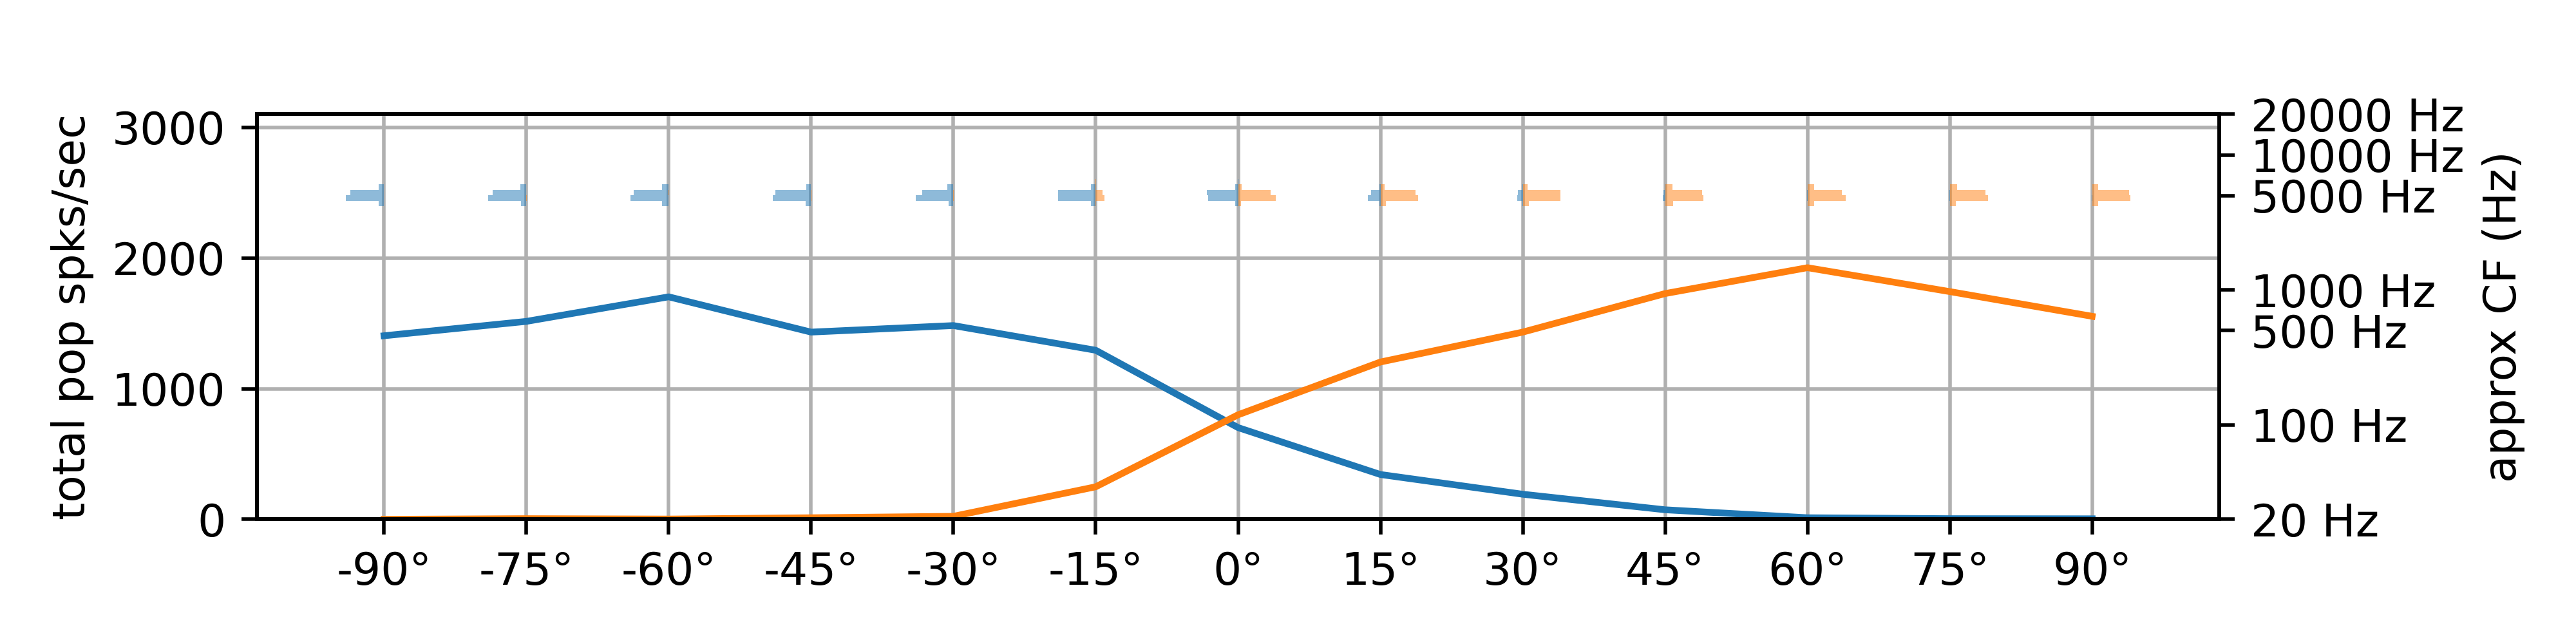 total pop spks/sec
3000
2000
1000
0
20000 Hz
10000 Hz
5000 Hz
1000 Hz
500 Hz
100 Hz
20 Hz
approx CF (Hz)
-90° -75° -60° -45° -30° -15° 0° 15° 30° 45° 60° 75° 90°